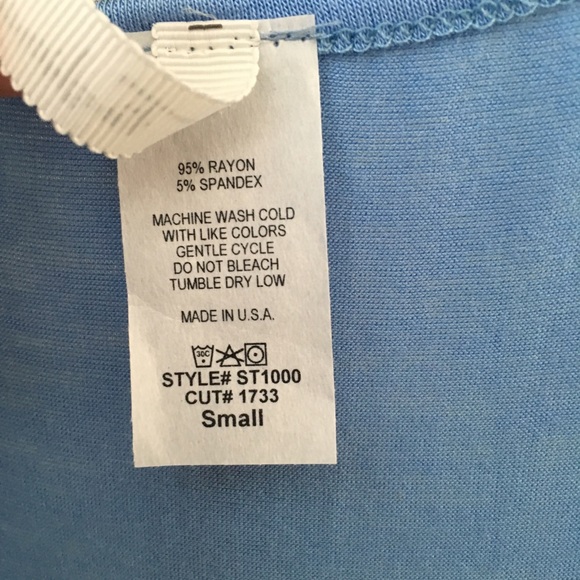 95% RAYON
5% SPANDEX
MACHINE WASH COLD
WITH LIKE COLORS
GENTLE CYCLE
DO NOT BLEACH
TUMBLE DRY LOW
MADE IN U.S.A.
30C
STYLE# ST1000
CUT# 1733
Small